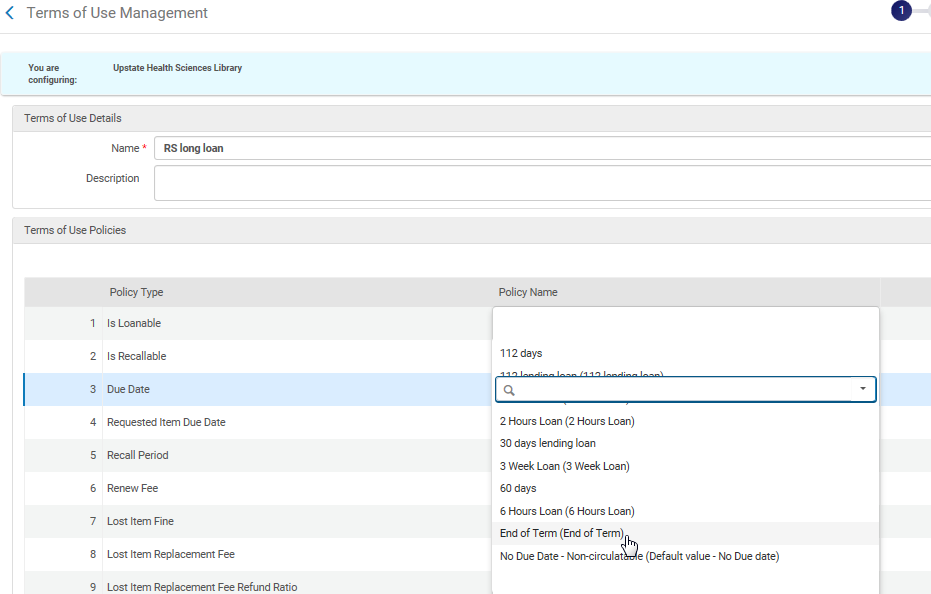 Terms of Use Management
1
You are
configuring:
Upstate Health Sciences Library
Terms of Use Details
Name * RS long loan
Description
Terms of Use Policies
Policy Type Policy Name
1 Is Loanable
2 Is Recallable
3 Due Date
4 Requested Item Due Date
5 Recall Period
6 Renew Fee
7 Lost Item Fine
8 Lost Item Replacement Fee
9 Lost Item Replacement Fee Refund Ratio
112 days
112 lending loan (112 lending loan)
2 Hours Loan (2 Hours Loan)
30 days lending loan
3 Week Loan (3 Week Loan)
60 days
6 Hours Loan (6 Hours Loan)
End of Term (End of Term)
No Due Date - Non-circulatable (Default value - No Due date)